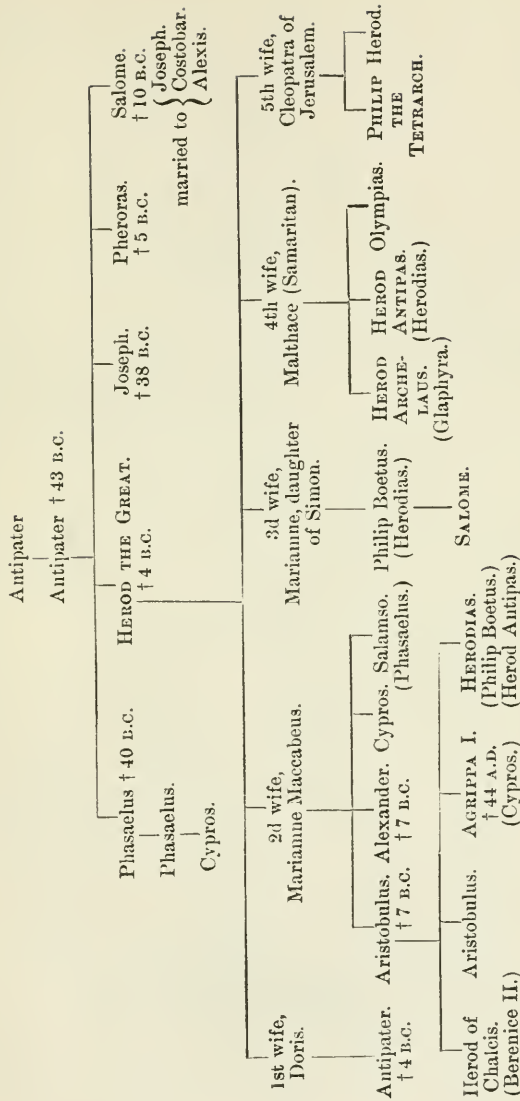 Antipater
Antipater † 43 B.C.
Phasaelus † 40 B.C.
Phasaelus.
Cypros.
HEROD THE GREAT.
† 4 B.C.
Joseph.
† 38 B.C.
Pheroras.
† 5 B.C.
Salome.
† 10 B.C.
married to { Joseph. Costobar. Alexis.
1st wife,
Doris.
2d wife,
Mariamne Maccabeus.
3d wife,
Mariamne, daughter
of Simon.
4th wife,
Malthace (Samaritan).
5th wife,
Cleopatra of
Jerusalem.
Antipater.
† 4 B.C.
Aristobulus.
† 7 B.C.
Alexander.
† 7 B.C.
Cypros.
Salamso.
(Phasaelus.)
Philip Boetus.
(Herodias.)
SALOME.
HEROD
ARCHE-
LAUS.
(Glaphyra.)
HEROD
ANTIPAS.
(Herodias.)
Olympias.
PHILIP
THE
TETRARCH.
Herod.
Herod of
Chalcis.
(Berenice II.)
Aristobulus.
AGRIPPA I.
† 44 A.D.
(Cypros.)
HERODIAS.
(Philip Boetus.)
(Herod Antipas.)